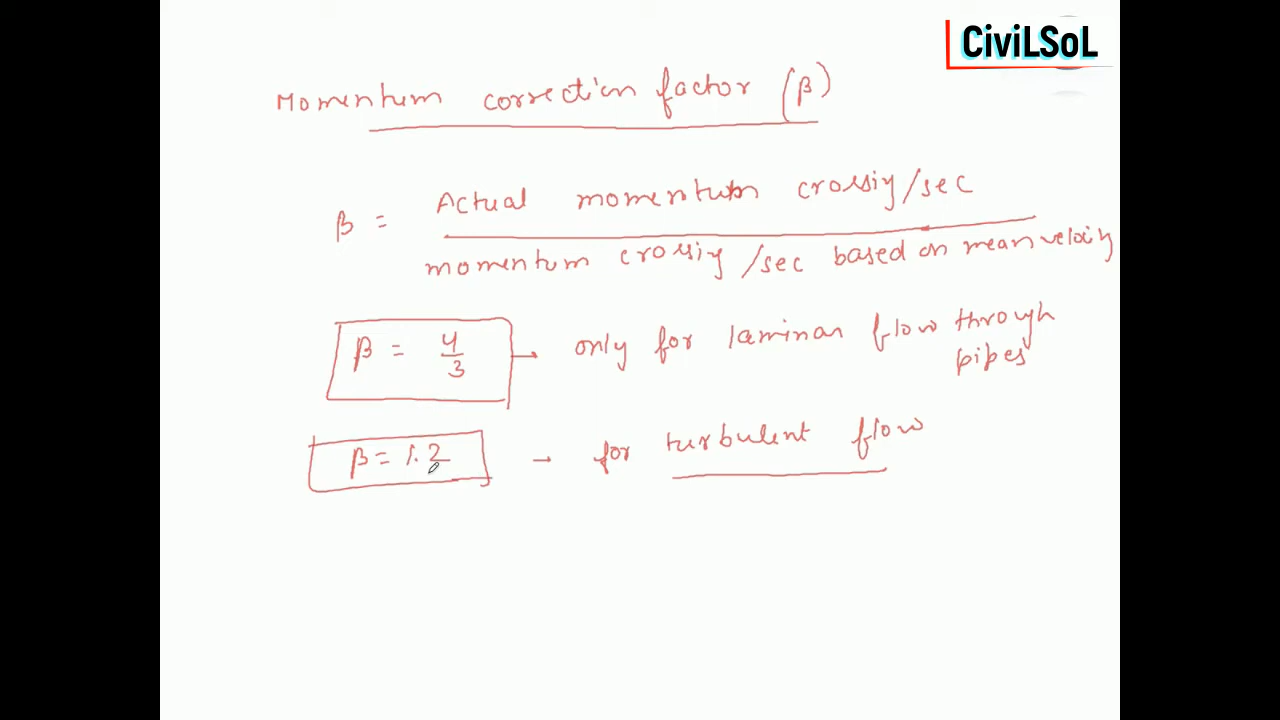 CiviLSoL
Momentum correction factor (β)
β = Actual momentum crossing/sec
momentum crossing/sec based on mean velocity
β = 4/3 → only for laminar flow through
pipes
β = 1.2 → for turbulent flow